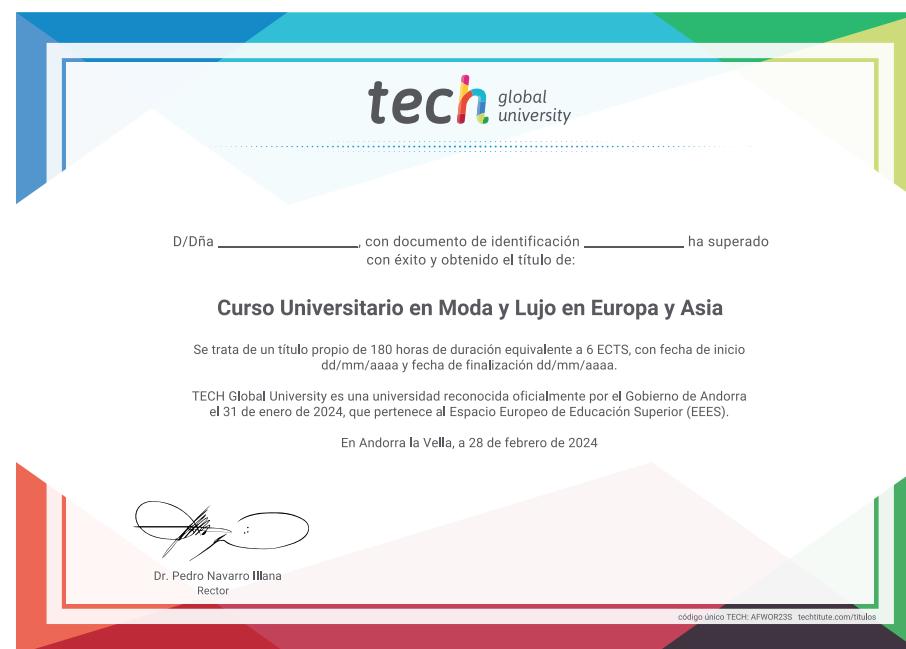 tech global university
D/Dña ____________________, con documento de identificación ______________ ha superado
con éxito y obtenido el título de:
Curso Universitario en Moda y Lujo en Europa y Asia
Se trata de un título propio de 180 horas de duración equivalente a 6 ECTS, con fecha de inicio
dd/mm/aaaa y fecha de finalización dd/mm/aaaa.
TECH Global University es una universidad reconocida oficialmente por el Gobierno de Andorra
el 31 de enero de 2024, que pertenece al Espacio Europeo de Educación Superior (EEES).
En Andorra la Vella, a 28 de febrero de 2024
Dr. Pedro Navarro Illana
Rector
código único TECH: AFWOR23S techtitute.com/titulos